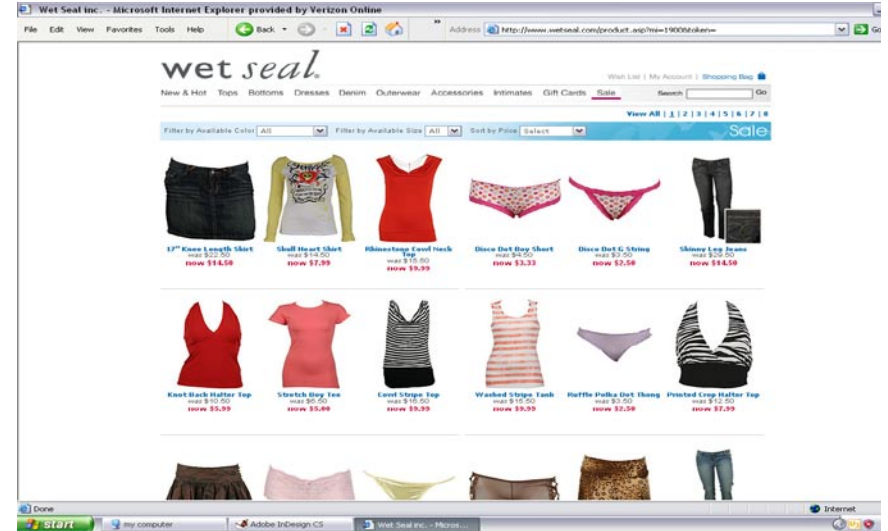 Wet Seal inc. - Microsoft Internet Explorer provided by Verizon Online
File Edit View Favorites Tools Help Back Address http://www.wetseal.com/product.asp?mi=1900&token= Go
wet seal.
Wish List | My Account | Shopping Bag
New & Hot Tops Bottoms Dresses Denim Outerwear Accessories Intimates Gift Cards Sale Search Go
View All | 1 | 2 | 3 | 4 | 5 | 6 | 7 | 8
Filter by Available Color All Filter by Available Size All Sort by Price Select Sale
17" Knee Length Skirt Skull Heart Shirt Rhinestone Cowl Neck Top Disco Dot Boy Short Disco Dot G String Skinny Leg Jeans
was $22.50 was $14.50 was $15.50 was $4.50 was $3.50 was $29.50
now $14.50 now $7.99 now $9.99 now $3.33 now $2.50 now $14.50
Knot Back Halter Top Stretch Boy Tee Cowl Stripe Top Washed Stripe Tank Ruffle Polka Dot Thong Printed Crop Halter Top
was $10.50 was $6.50 was $16.50 was $15.50 was $3.50 was $12.50
now $5.99 now $5.00 now $9.99 now $9.99 now $2.50 now $7.99
Done Internet
start my computer Adobe InDesign CS Wet Seal inc. - Micros...